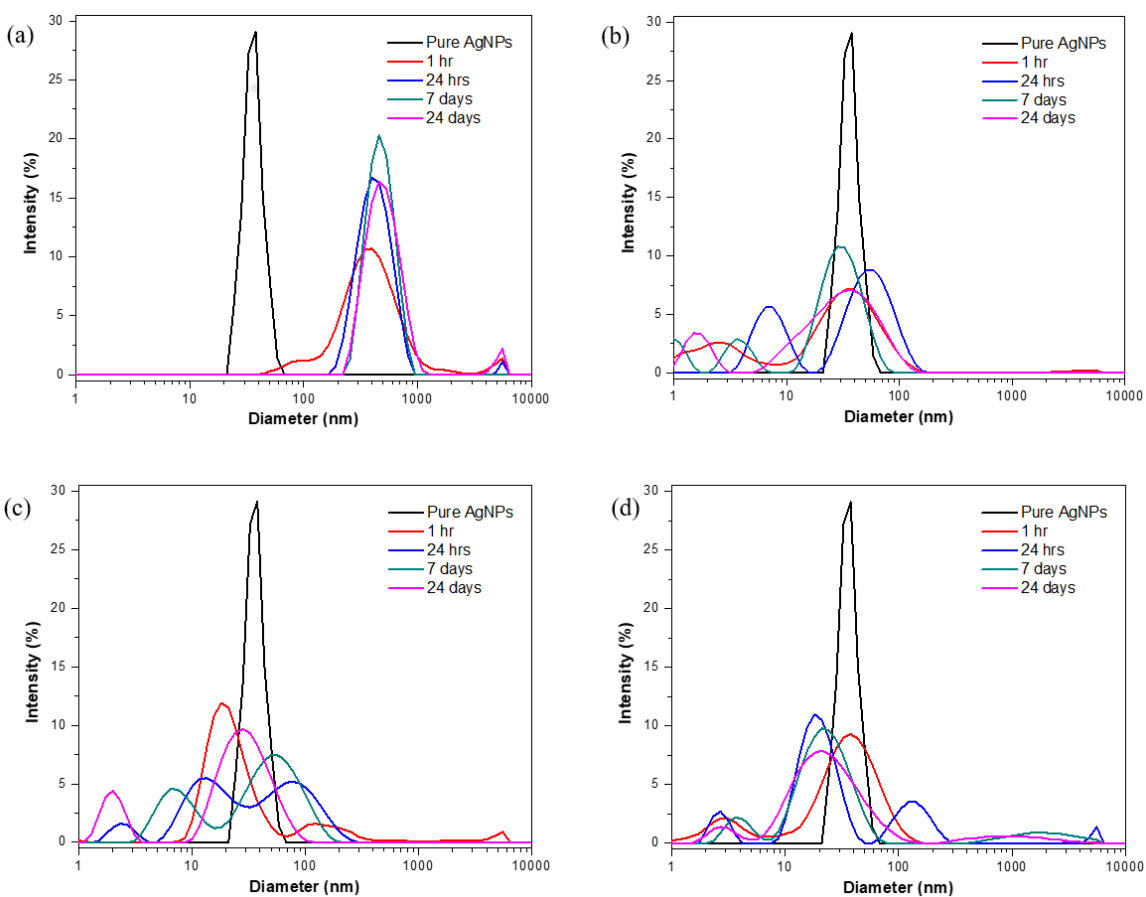 (a)
30
25
20
15
10
5
0
Intensity (%)
Pure AgNPs
1 hr
24 hrs
7 days
24 days
1
10
100
1000
10000
Diameter (nm)
(b)
30
25
20
15
10
5
0
Intensity (%)
Pure AgNPs
1 hr
24 hrs
7 days
24 days
1
10
100
1000
10000
Diameter (nm)
(c)
30
25
20
15
10
5
0
Intensity (%)
Pure AgNPs
1 hr
24 hrs
7 days
24 days
1
10
100
1000
10000
Diameter (nm)
(d)
30
25
20
15
10
5
0
Intensity (%)
Pure AgNPs
1 hr
24 hrs
7 days
24 days
1
10
100
1000
10000
Diameter (nm)